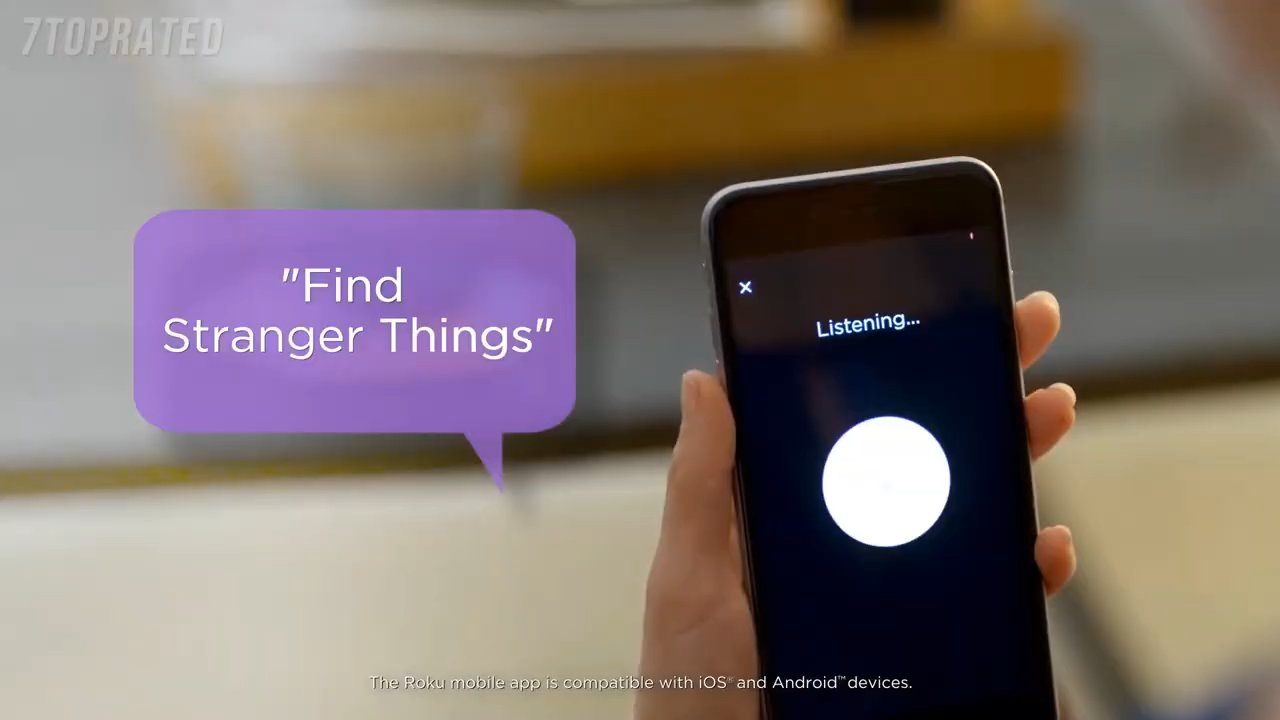 7TOPRATED
"Find
Stranger Things"
Listening...
The Roku mobile app is compatible with iOS® and Android™ devices.